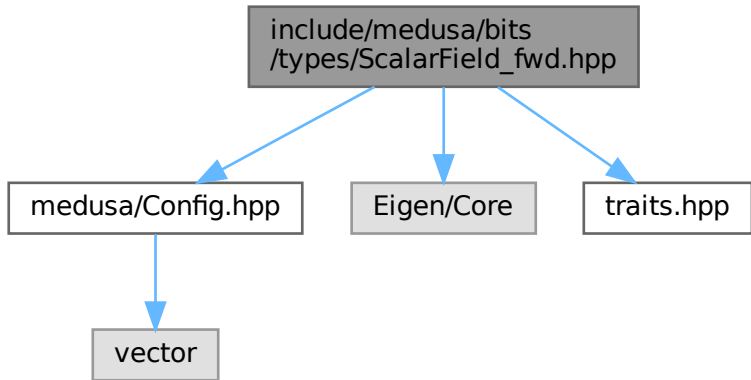 include/medusa/bits
/types/ScalarField_fwd.hpp
medusa/Config.hpp
Eigen/Core
traits.hpp
vector